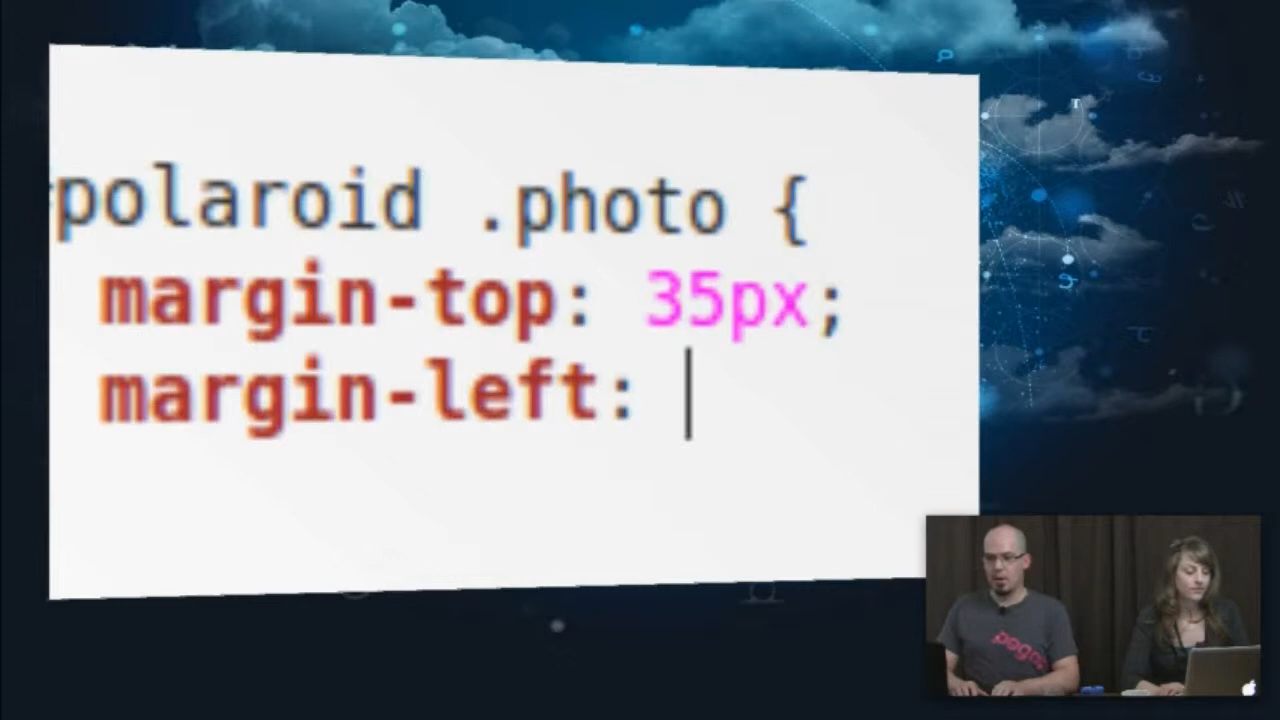 polaroid .photo {
margin-top: 35px;
margin-left: